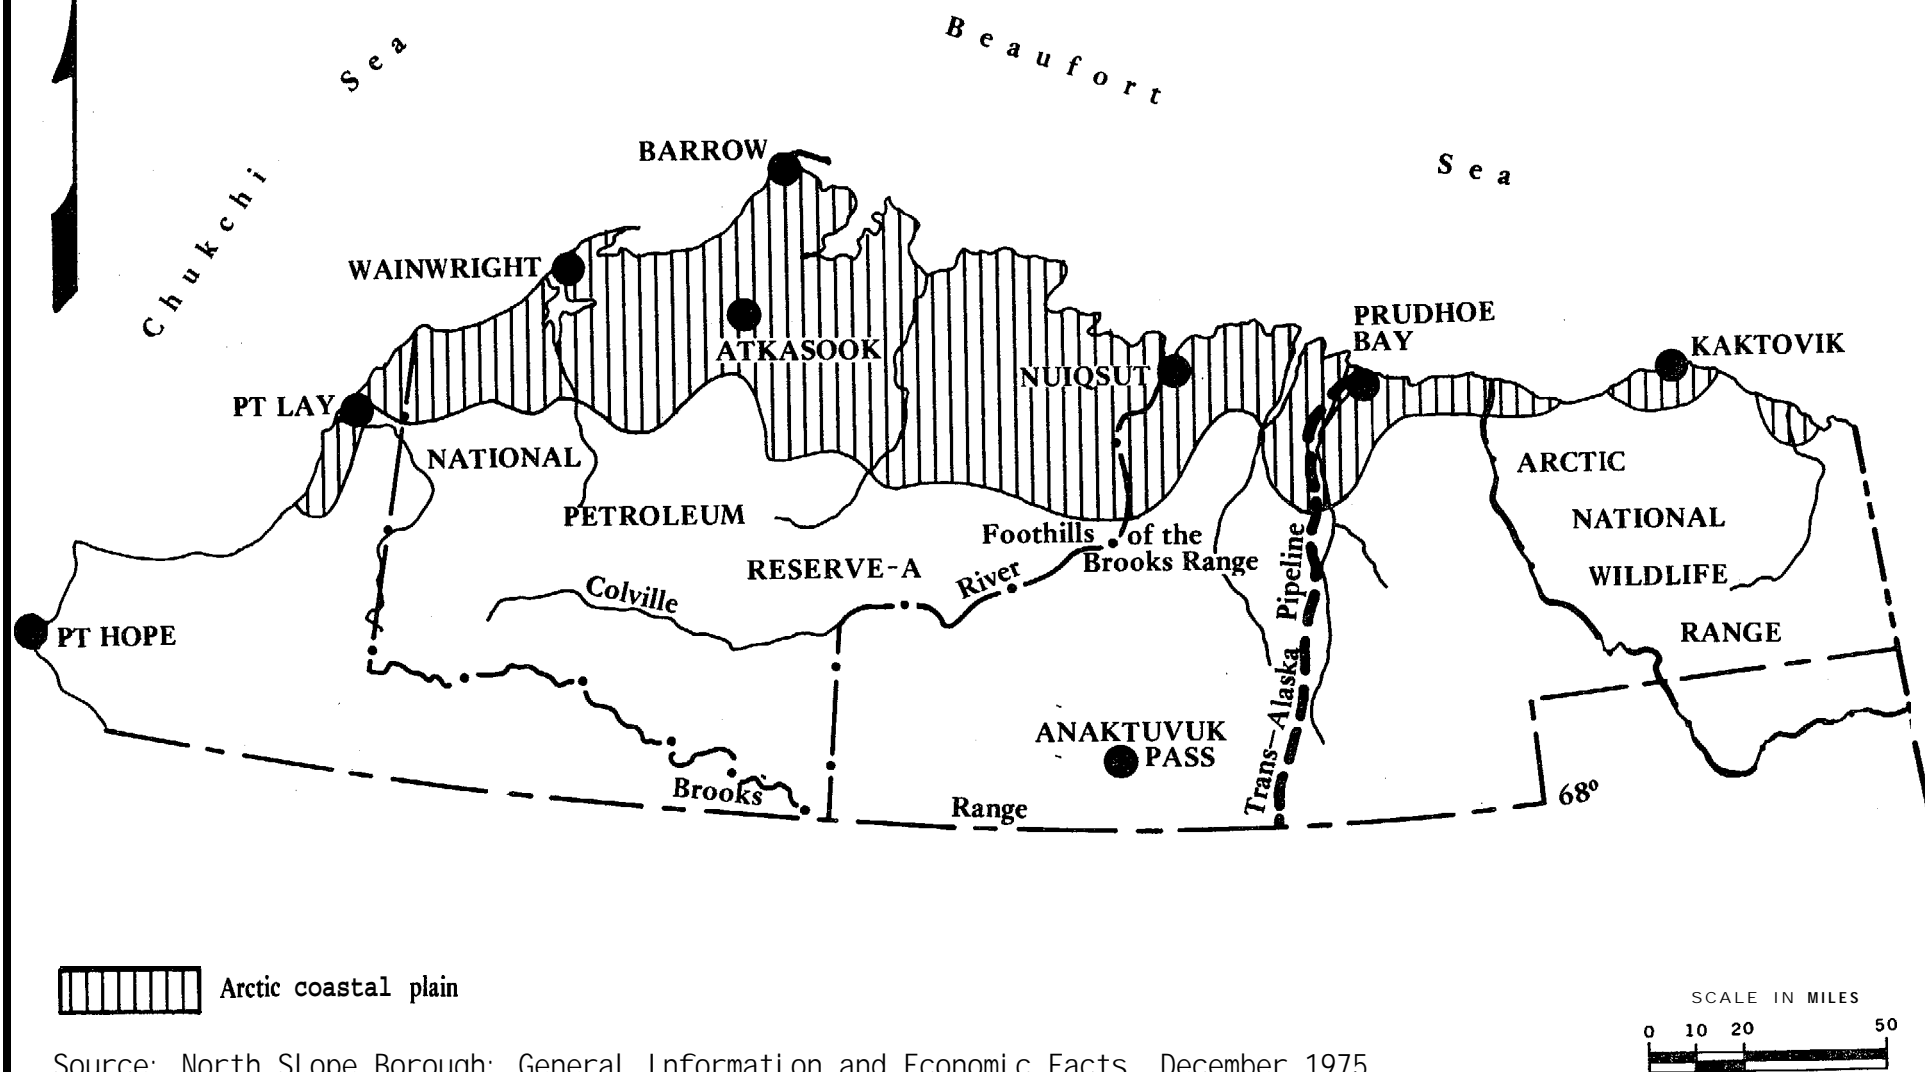 Chukchi Sea
Beaufort Sea
BARROW
WAINWRIGHT
ATKASOOK
PRUDHOE
BAY
KAKTOVIK
NUIQSUT
PT LAY
NATIONAL
PETROLEUM
RESERVE-A
ARCTIC
NATIONAL
WILDLIFE
RANGE
Foothills of the
Brooks Range
Colville River
PT HOPE
Trans-Alaska Pipeline
ANAKTUVUK
PASS
Brooks Range
68º
Arctic coastal plain
SCALE IN MILES
0 10 20 50
Source: North SLope Borough: General Information and Economic Facts, December 1975